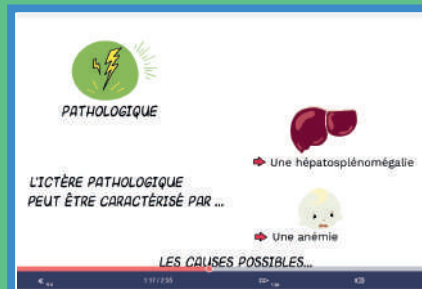 PATHOLOGIQUE
➡ Une hépatosplénomégalie
L'ICTÈRE PATHOLOGIQUE
PEUT ÊTRE CARACTÉRISÉ PAR ...
➡ Une anémie
LES CAUSES POSSIBLES...